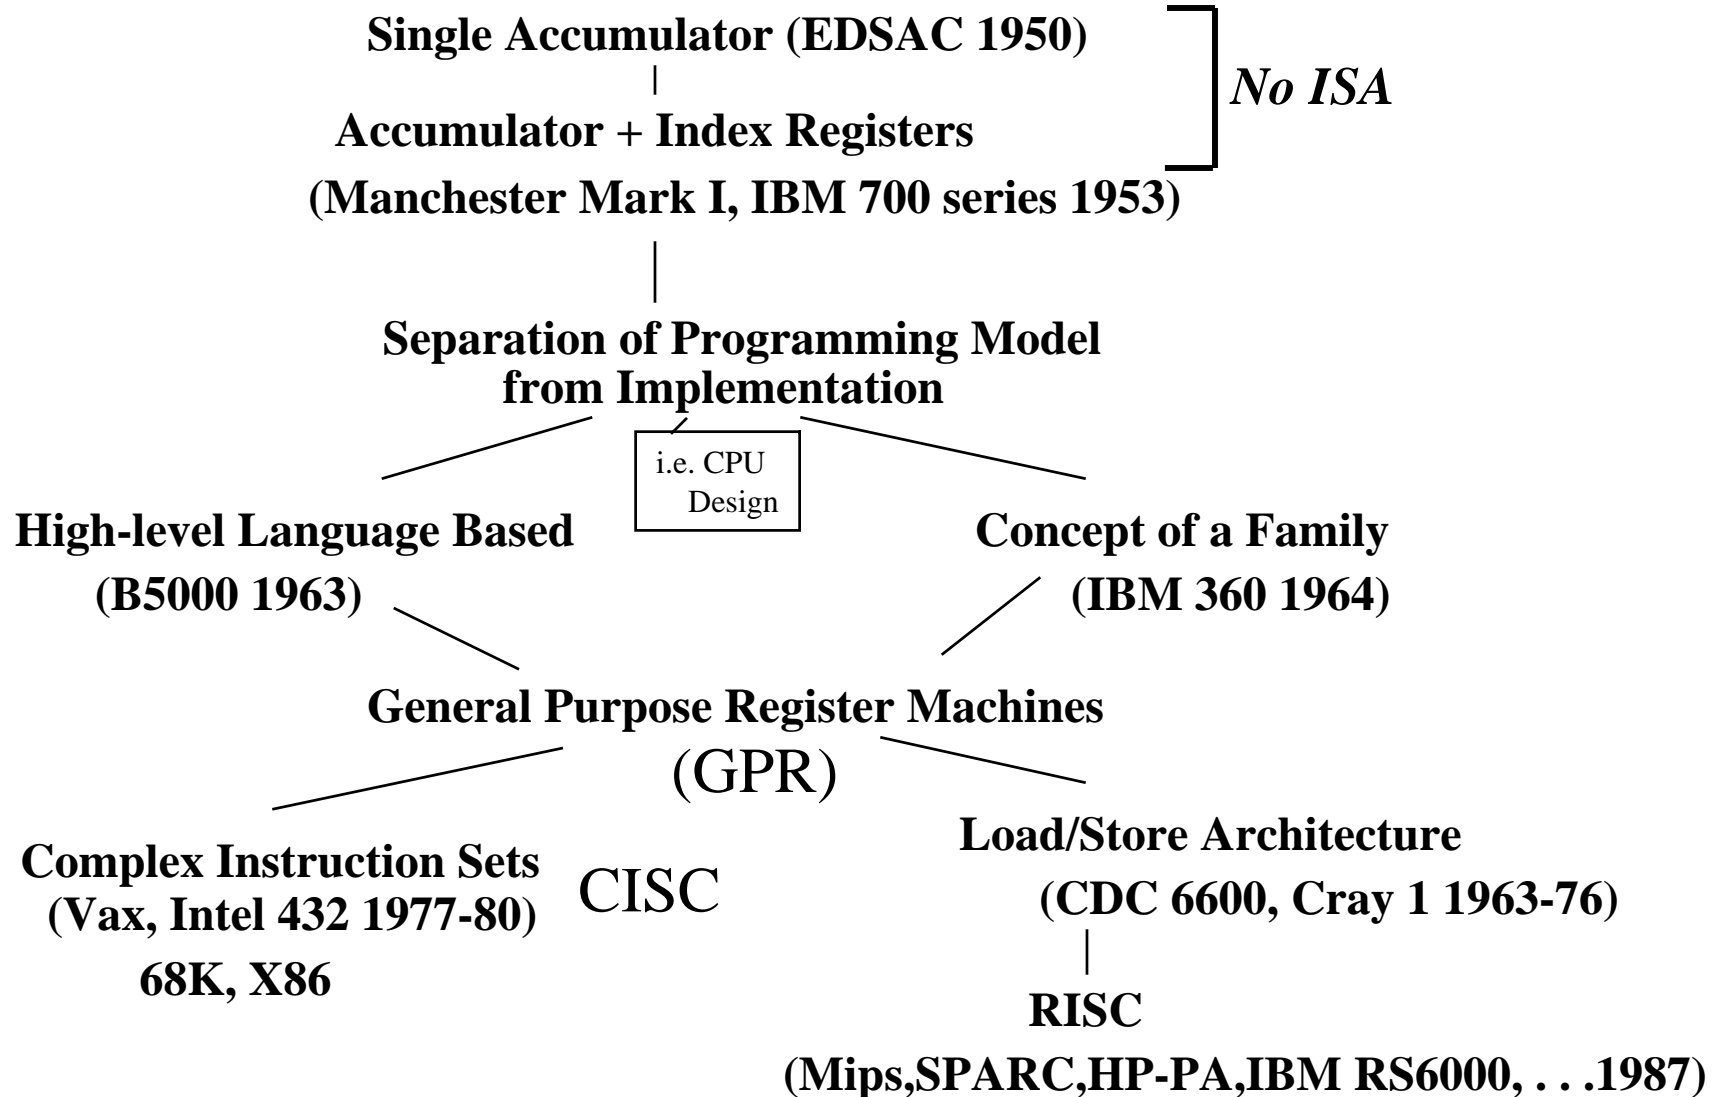 Single Accumulator (EDSAC 1950)
No ISA
Accumulator + Index Registers
(Manchester Mark I, IBM 700 series 1953)
Separation of Programming Model
from Implementation
i.e. CPU
Design
High-level Language Based
(B5000 1963)
Concept of a Family
(IBM 360 1964)
General Purpose Register Machines
(GPR)
Complex Instruction Sets
(Vax, Intel 432 1977-80)
68K, X86
CISC
Load/Store Architecture
(CDC 6600, Cray 1 1963-76)
RISC
(Mips,SPARC,HP-PA,IBM RS6000, . . .1987)